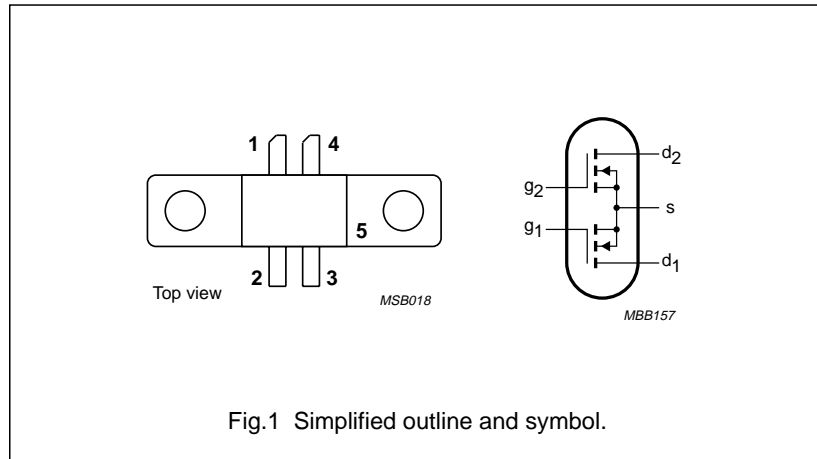 1
4
5
2
3
Top view
MSB018
d2
g2
s
g1
d1
MBB157
Fig.1 Simplified outline and symbol.